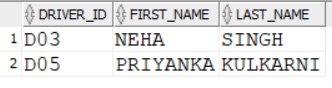 DRIVER_ID FIRST_NAME LAST_NAME
1 D03 NEHA SINGH
2 D05 PRIYANKA KULKARNI